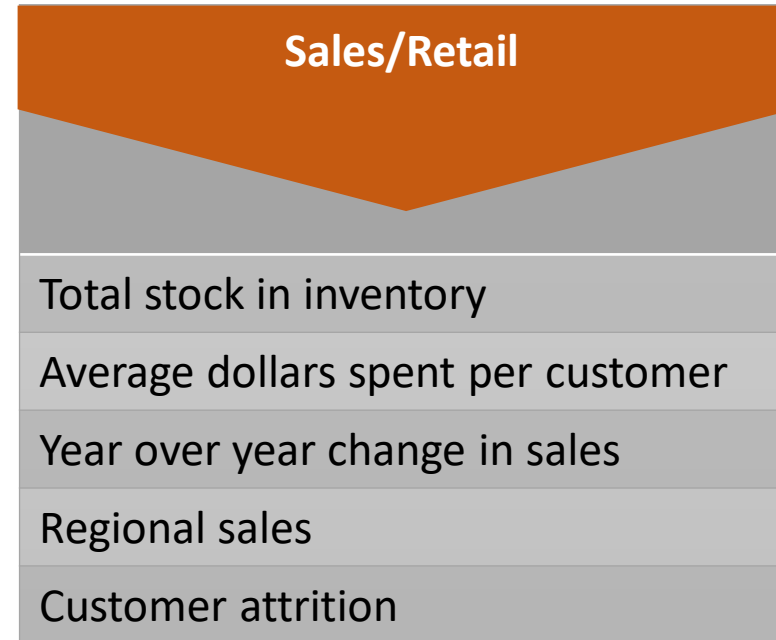 Sales/Retail
Total stock in inventory
Average dollars spent per customer
Year over year change in sales
Regional sales
Customer attrition